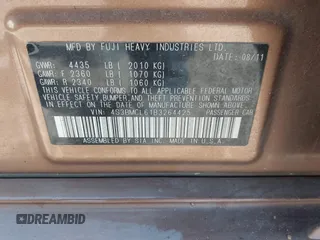 MFD BY FUJI HEAVY INDUSTRIES LTD.
DATE: 08/11
GVWR: 4435 LB ( 2010 KG)
GAWR: F 2360 LB ( 1070 KG)
GAWR: R 2340 LB ( 1060 KG)
THIS VEHICLE CONFORMS TO ALL APPLICABLE FEDERAL MOTOR
VEHICLE SAFETY BUMPER AND THEFT PREVENTION STANDARDS
IN EFFECT ON THE DATE OF MANUFACTURE SHOWN ABOVE.
VIN: PASSENGER CAR
ASSEMBLED BY SIA, INC. MADE IN U.S.A.
DREAMBID